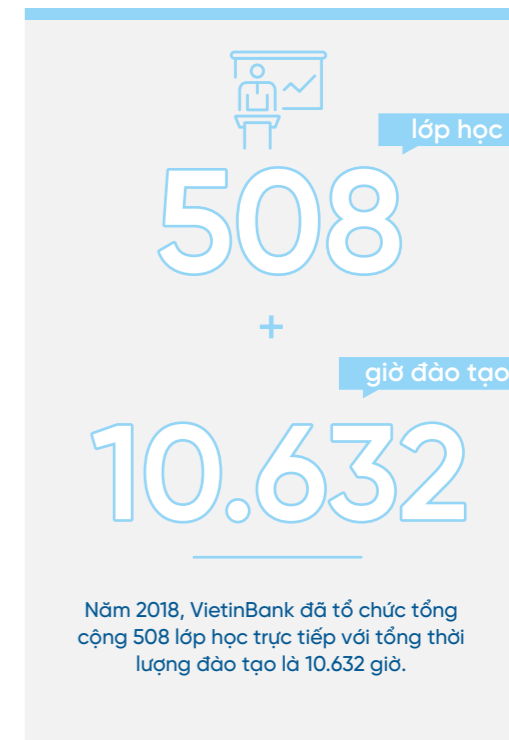 lớp học
508
+
giờ đào tạo
10.632
Năm 2018, VietinBank đã tổ chức tổng
cộng 508 lớp học trực tiếp với tổng thời
lượng đào tạo là 10.632 giờ.